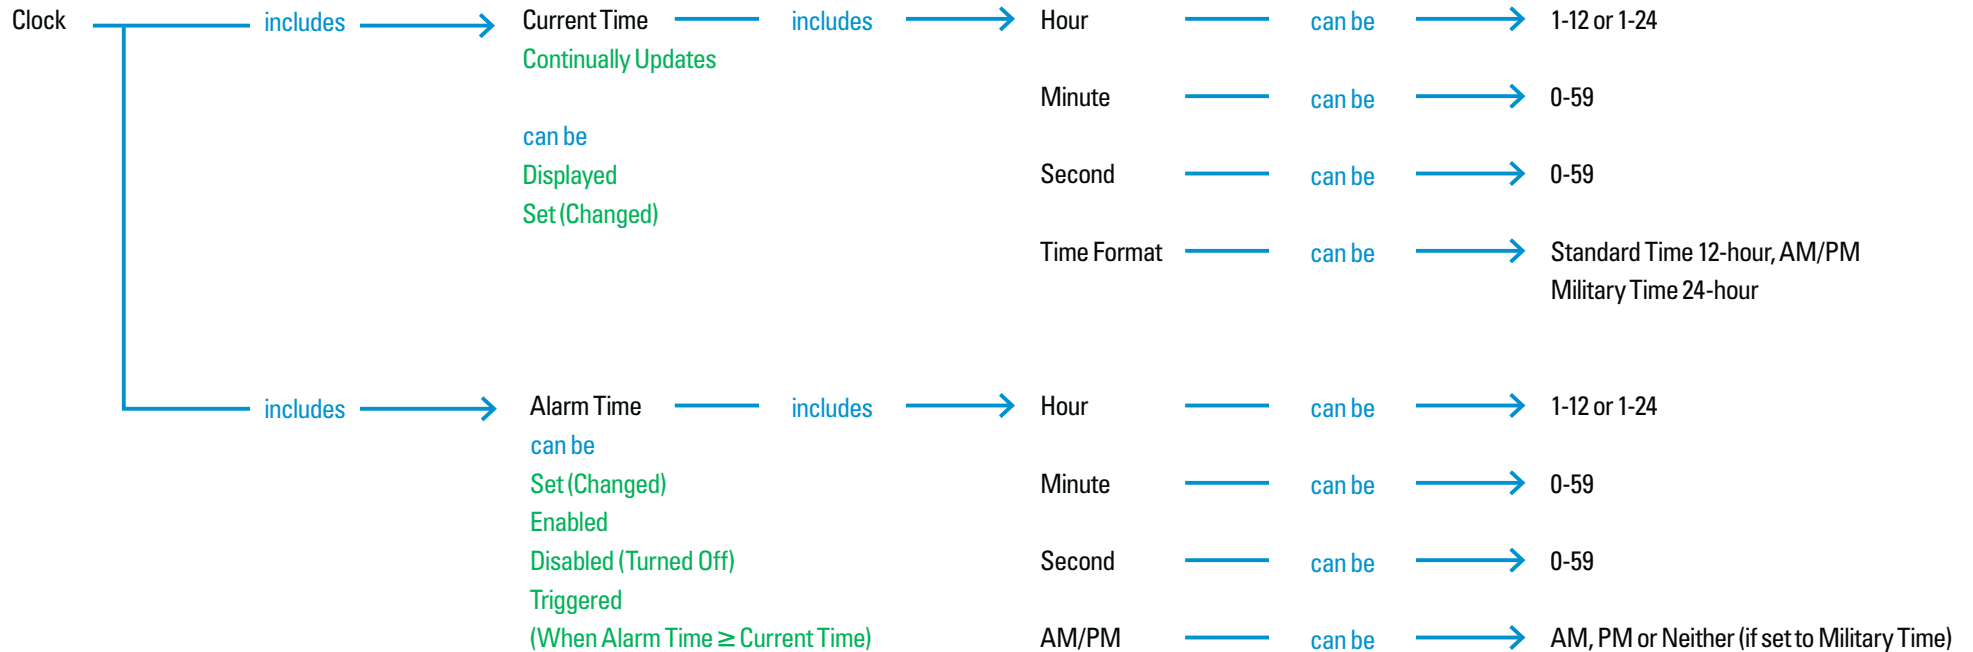 Clock includes Current Time includes Hour can be 1-12 or 1-24
Continually Updates
Minute can be 0-59
can be
Displayed
Second can be 0-59
Set (Changed)
Time Format can be Standard Time 12-hour, AM/PM
Military Time 24-hour
includes Alarm Time includes Hour can be 1-12 or 1-24
can be
Set (Changed)
Minute can be 0-59
Enabled
Disabled (Turned Off)
Second can be 0-59
Triggered
(When Alarm Time ≥ Current Time)
AM/PM can be AM, PM or Neither (if set to Military Time)